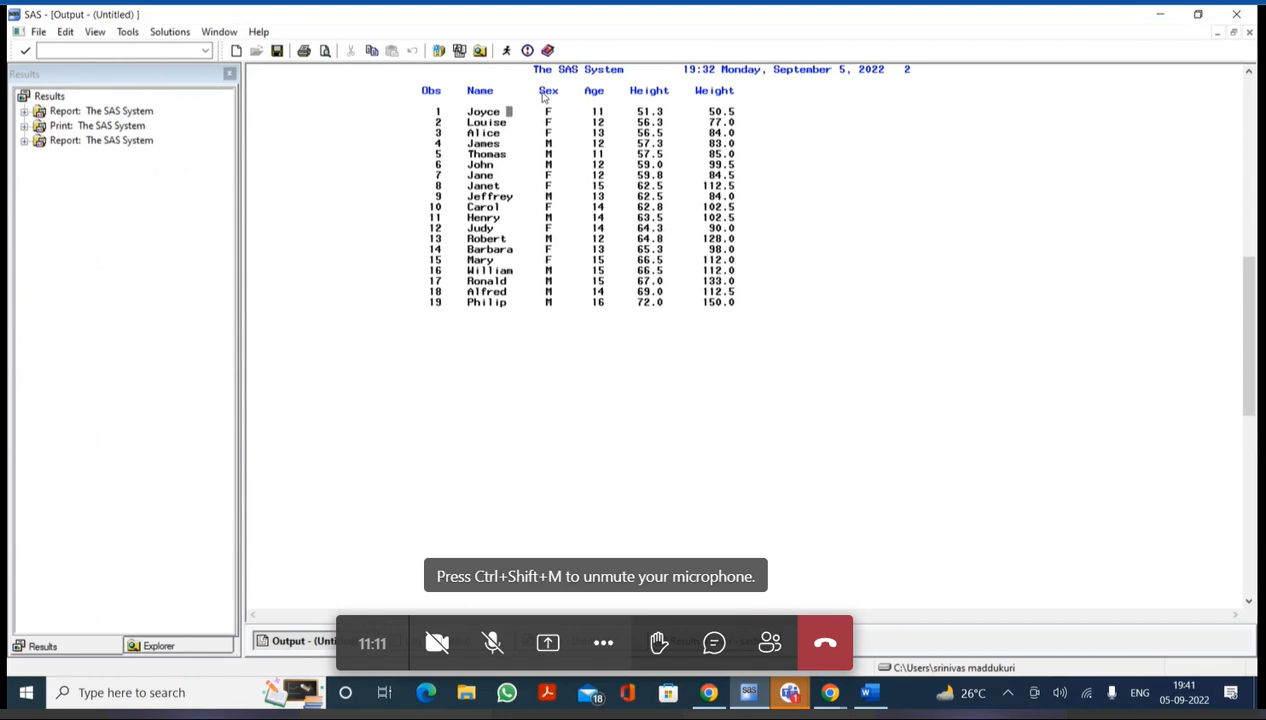 SAS - [Output - (Untitled) ]
File Edit View Tools Solutions Window Help
Results
The SAS System 19:32 Monday, September 5, 2022 2
Results
Report: The SAS System
Print: The SAS System
Report: The SAS System
Obs Name Sex Age Height Weight
1 Joyce F 11 51.3 50.5
2 Louise F 12 56.3 77.0
3 Alice F 13 56.5 84.0
4 James M 12 57.3 83.0
5 Thomas M 11 57.5 85.0
6 John M 12 59.0 99.5
7 Jane F 12 59.8 84.5
8 Janet F 15 62.5 112.5
9 Jeffrey M 13 62.5 84.0
10 Carol F 14 62.8 102.5
11 Henry M 14 63.5 102.5
12 Judy F 14 64.3 90.0
13 Robert M 12 64.8 128.0
14 Barbara F 13 65.3 98.0
15 Mary F 15 66.5 112.0
16 William M 15 66.5 112.0
17 Ronald M 15 67.0 133.0
18 Alfred M 14 69.0 112.5
19 Philip M 16 72.0 150.0
Press Ctrl+Shift+M to unmute your microphone.
Results Explorer
Output - (Unti
11:11
C:\Users\srinivas maddukuri
Type here to search
18
sas
1
26°C
ENG
19:41
05-09-2022